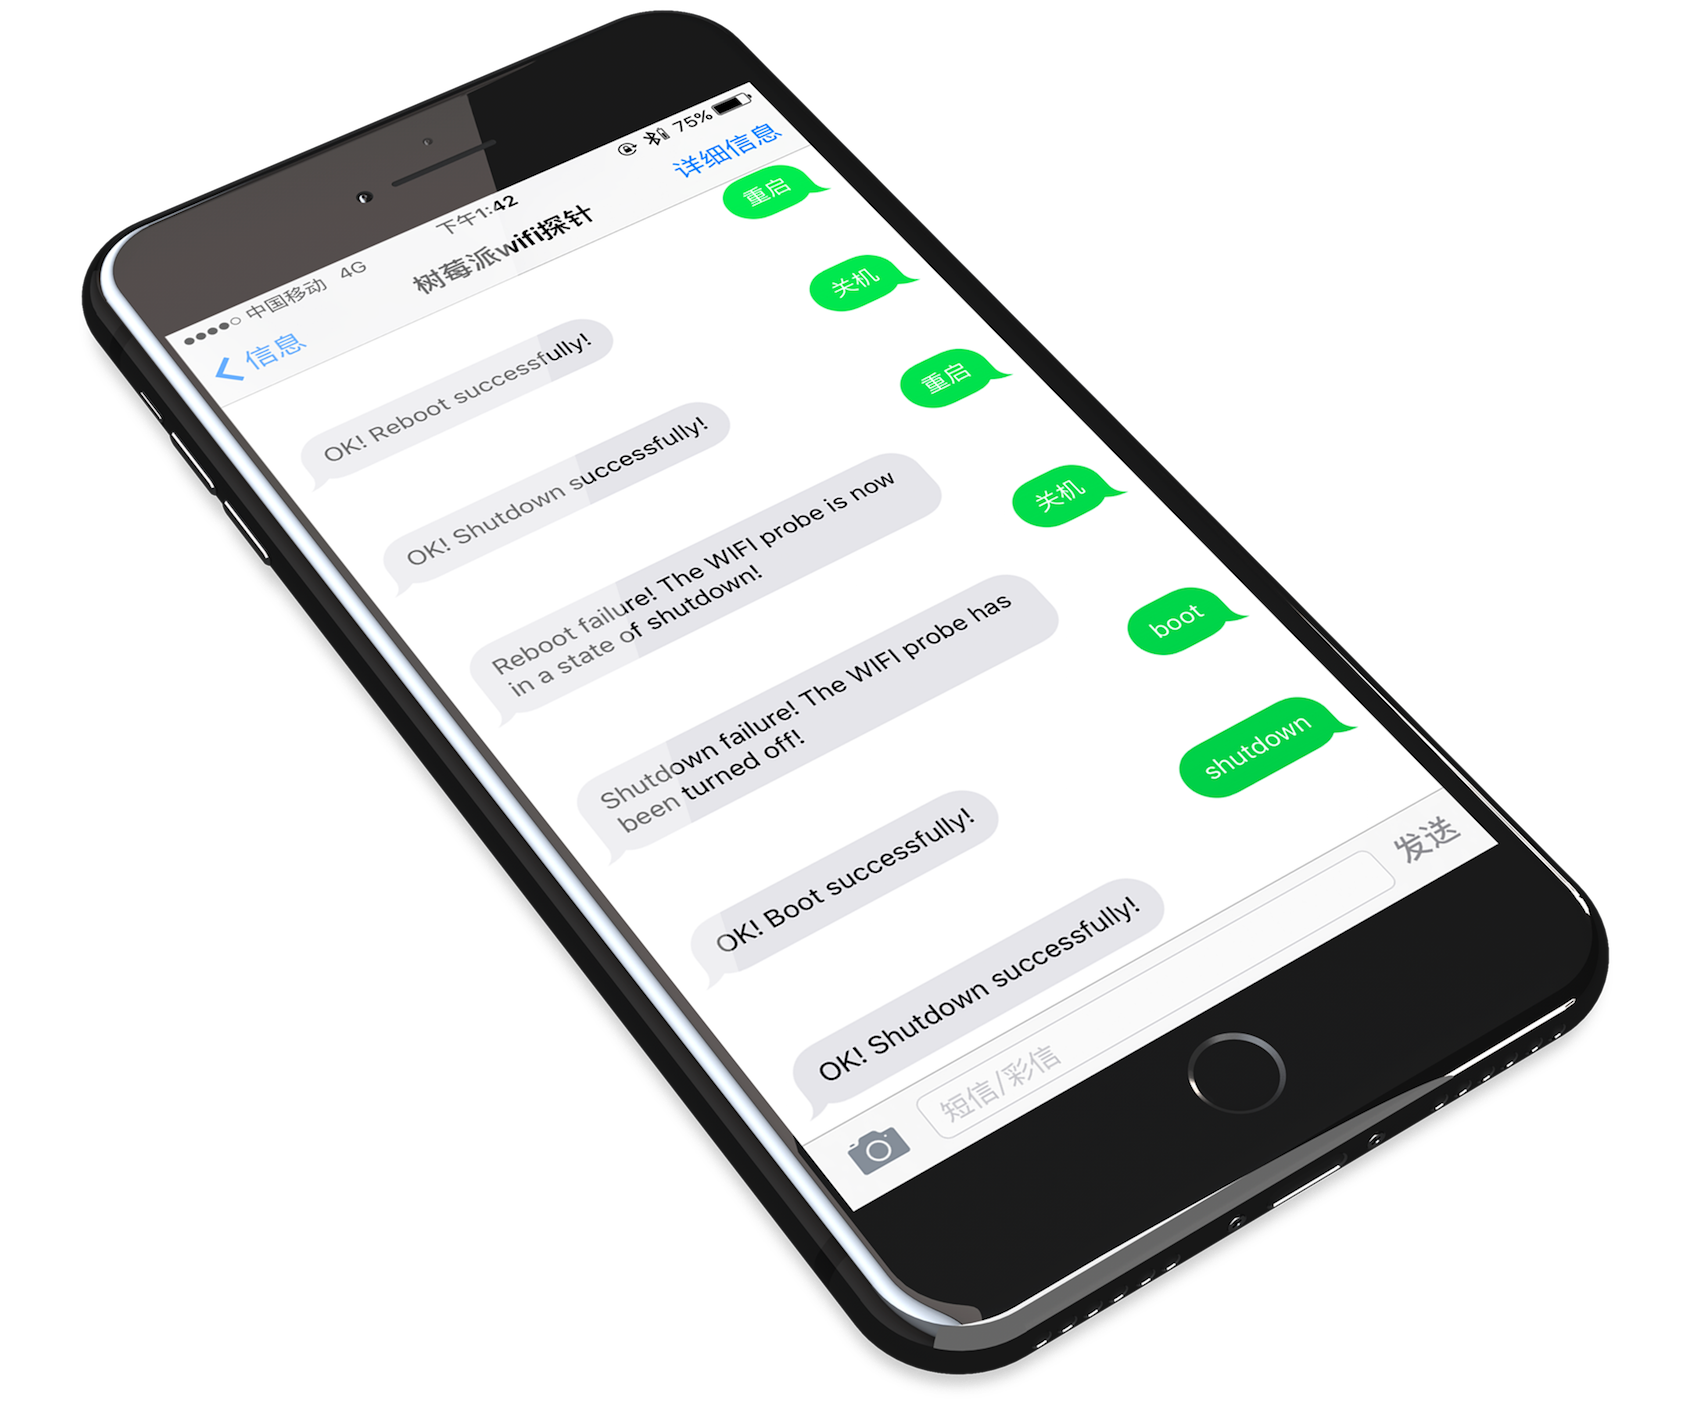 中国移动 4G 下午1:42 75%
信息 树莓派wifi探针 详细信息
重启
OK! Reboot successfully!
关机
OK! Shutdown successfully!
重启
Reboot failure! The WIFI probe is now
in a state of shutdown!
关机
Shutdown failure! The WIFI probe has
been turned off!
boot
OK! Boot successfully!
shutdown
OK! Shutdown successfully!
短信/彩信 发送